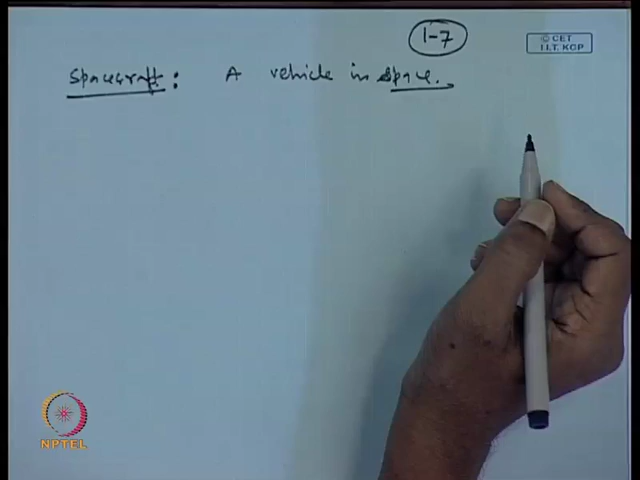 1-7
© CET
I.I.T. KGP
Spacecraft : A vehicle in space.
NPTEL